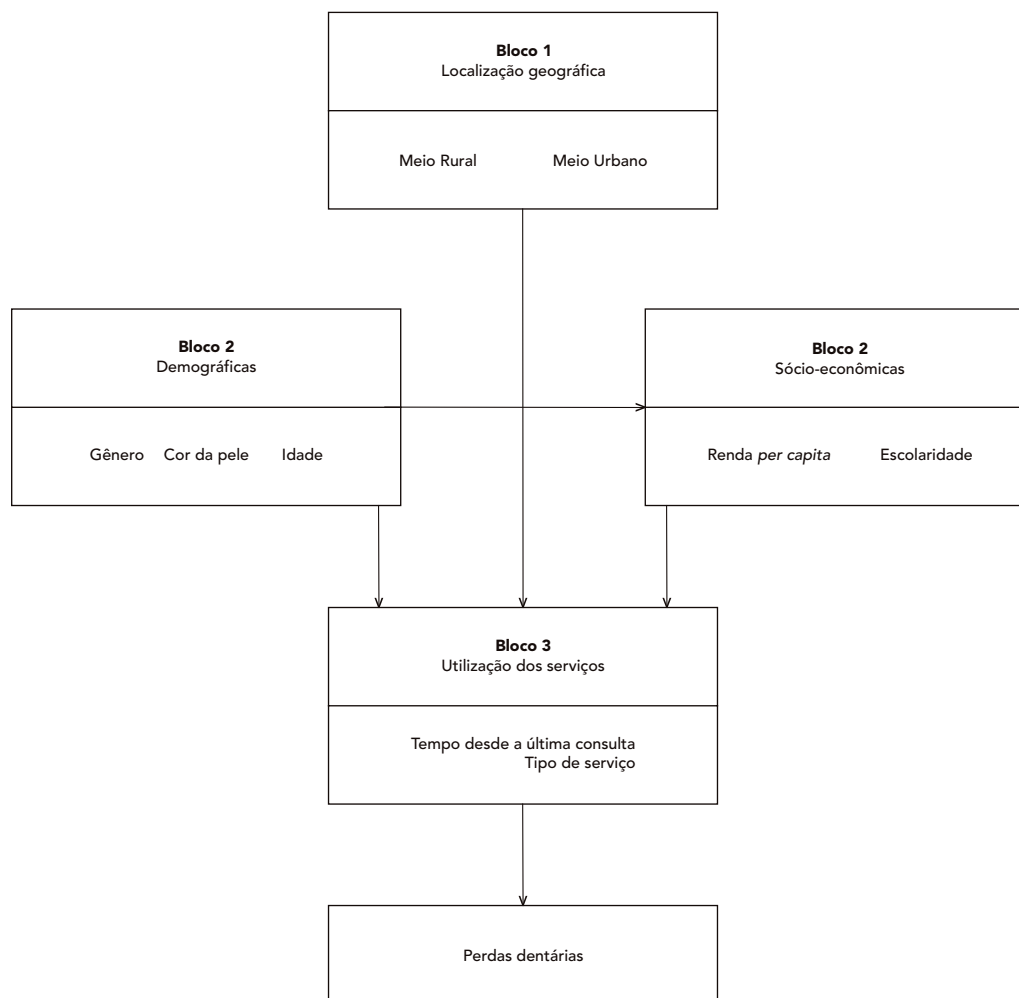 Bloco 1
Localização geográfica
Meio Rural Meio Urbano
Bloco 2
Demográficas
Gênero Cor da pele Idade
Bloco 2
Sócio-econômicas
Renda per capita Escolaridade
Bloco 3
Utilização dos serviços
Tempo desde a última consulta
Tipo de serviço
Perdas dentárias